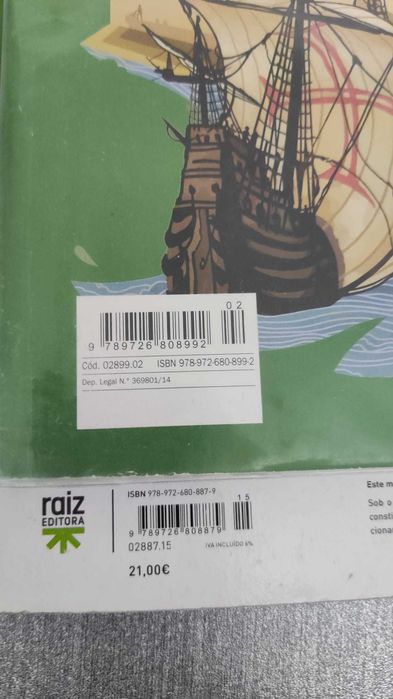 02
9 789726 808992
Cód. 02899.02 ISBN 978-972-680-899-2
Dep. Legal N.º 369801/14
raiz
EDITORA
ISBN 978-972-680-887-9
15
9 789726 808879
02887.15 IVA INCLUÍDO 6%
21,00€
Este m
Sob o
consti
ciona